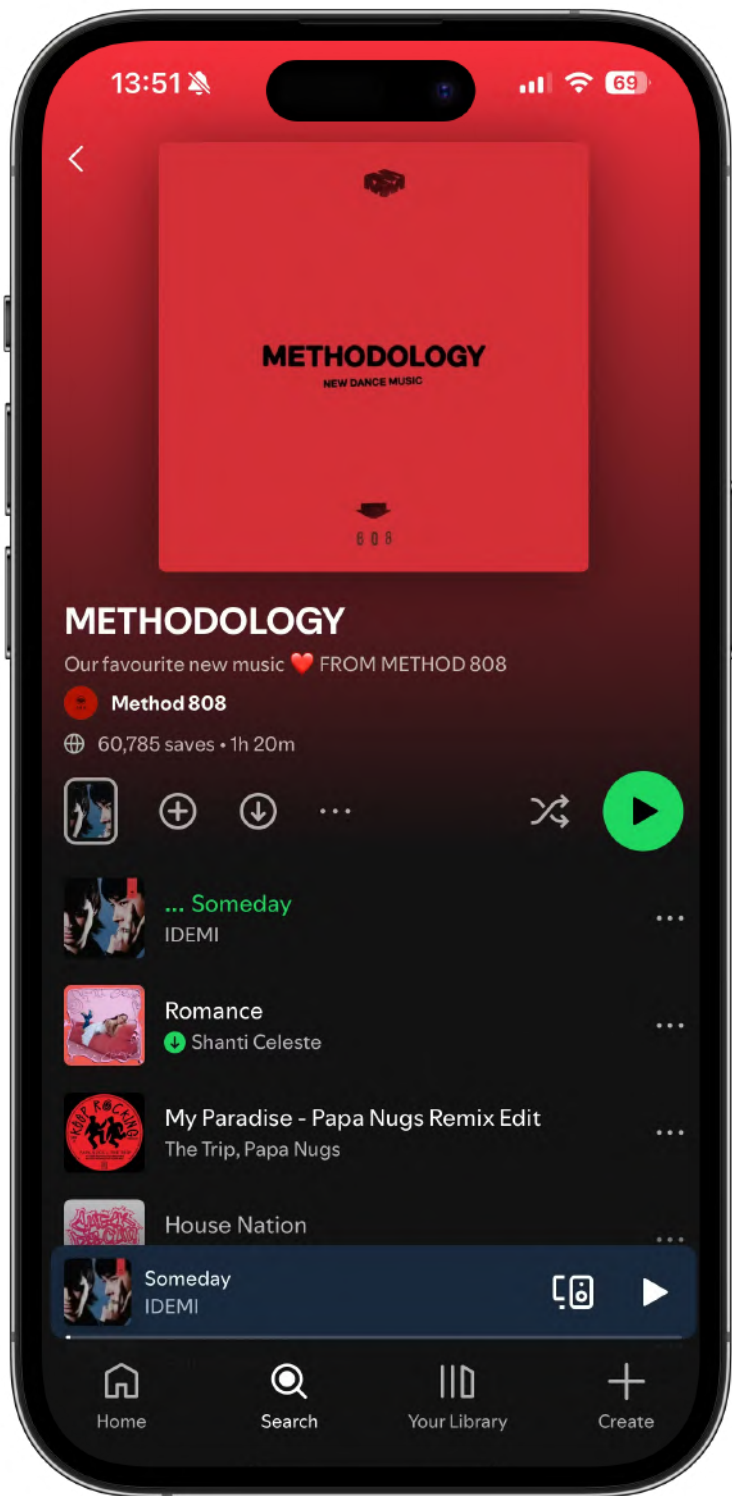 13:51
69
METHODOLOGY
NEW DANCE MUSIC
808
METHODOLOGY
Our favourite new music ❤️ FROM METHOD 808
Method 808
60,785 saves • 1h 20m
... Someday
IDEMI
Romance
Shanti Celeste
KEEP ROCKING!
My Paradise - Papa Nugs Remix Edit
The Trip, Papa Nugs
House Nation
Someday
IDEMI
Home
Search
Your Library
Create